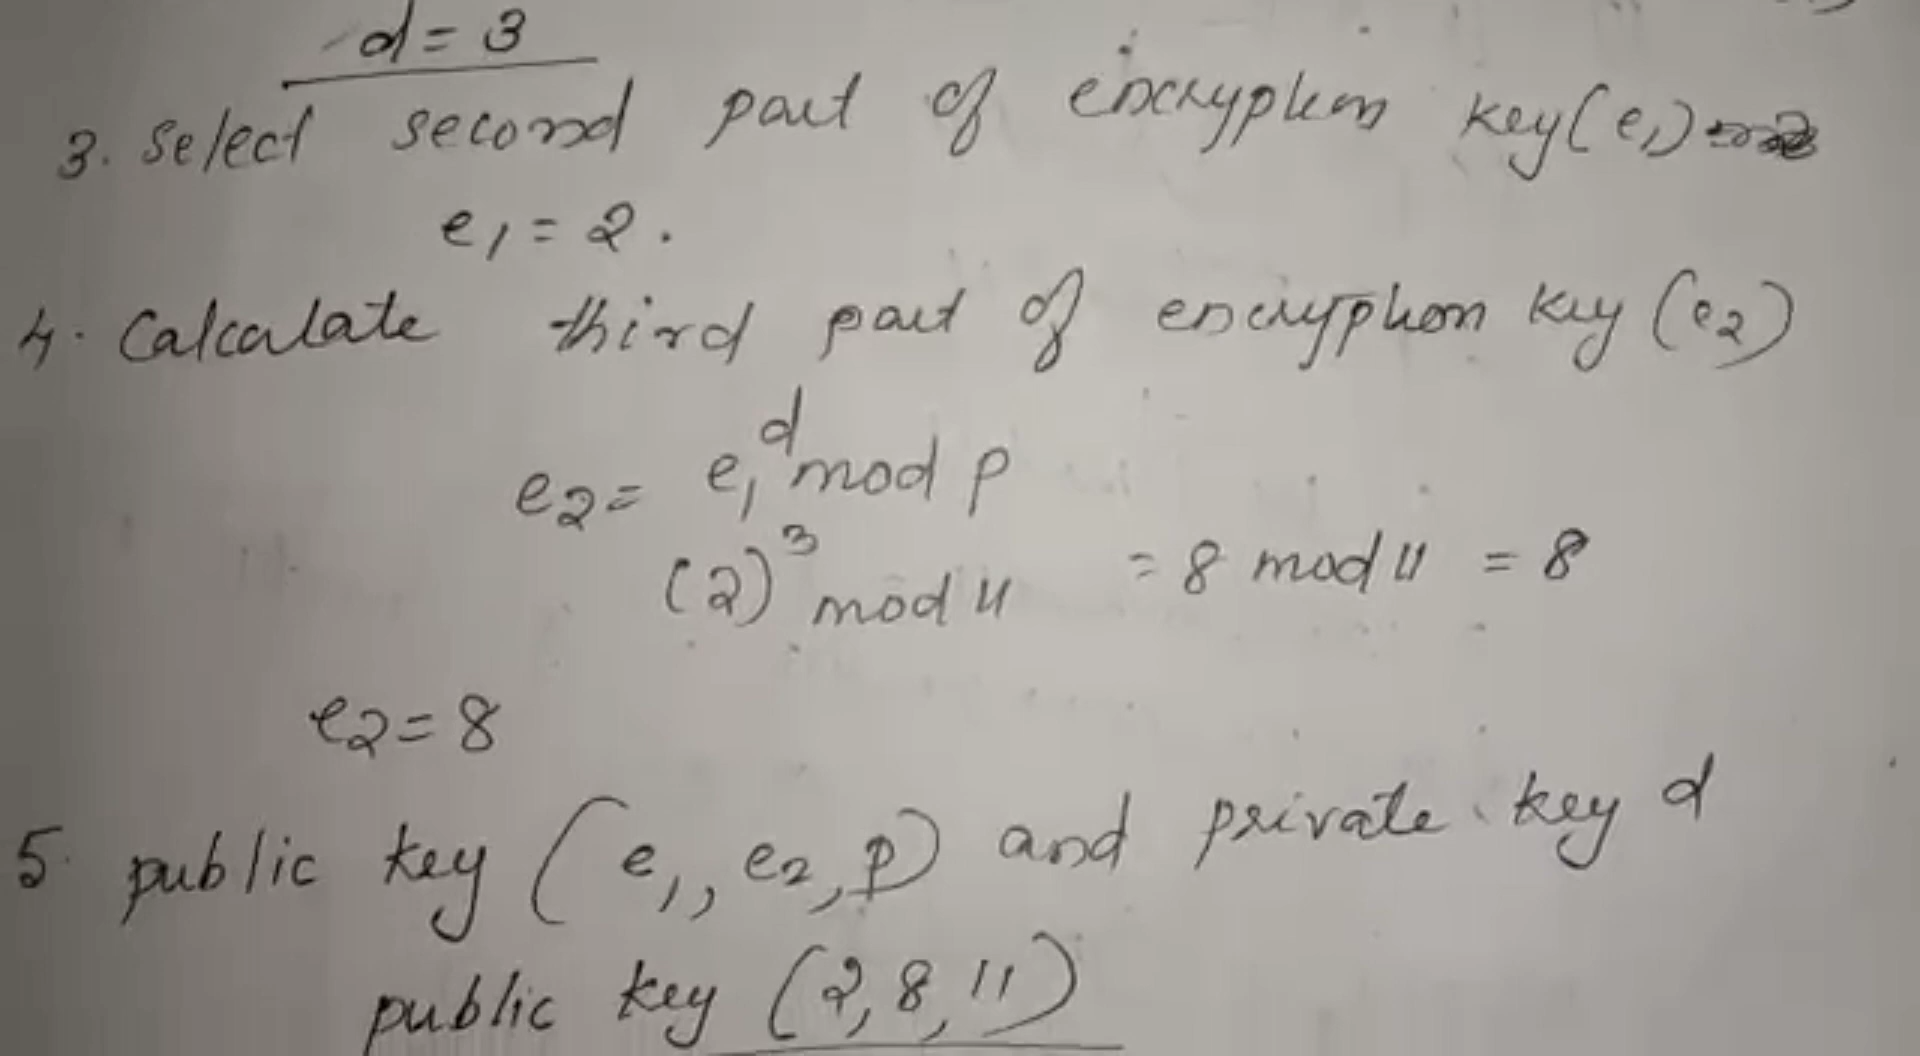 d = 3
3. Select second part of encryption key (e₁)
e₁ = 2.
4. Calculate third part of encryption key (e₂)
e₂ = e₁ᵈ mod p
(2)³ mod 11 = 8 mod 11 = 8
e₂ = 8
5. public key (e₁, e₂, p) and private key d
public key (2, 8, 11)